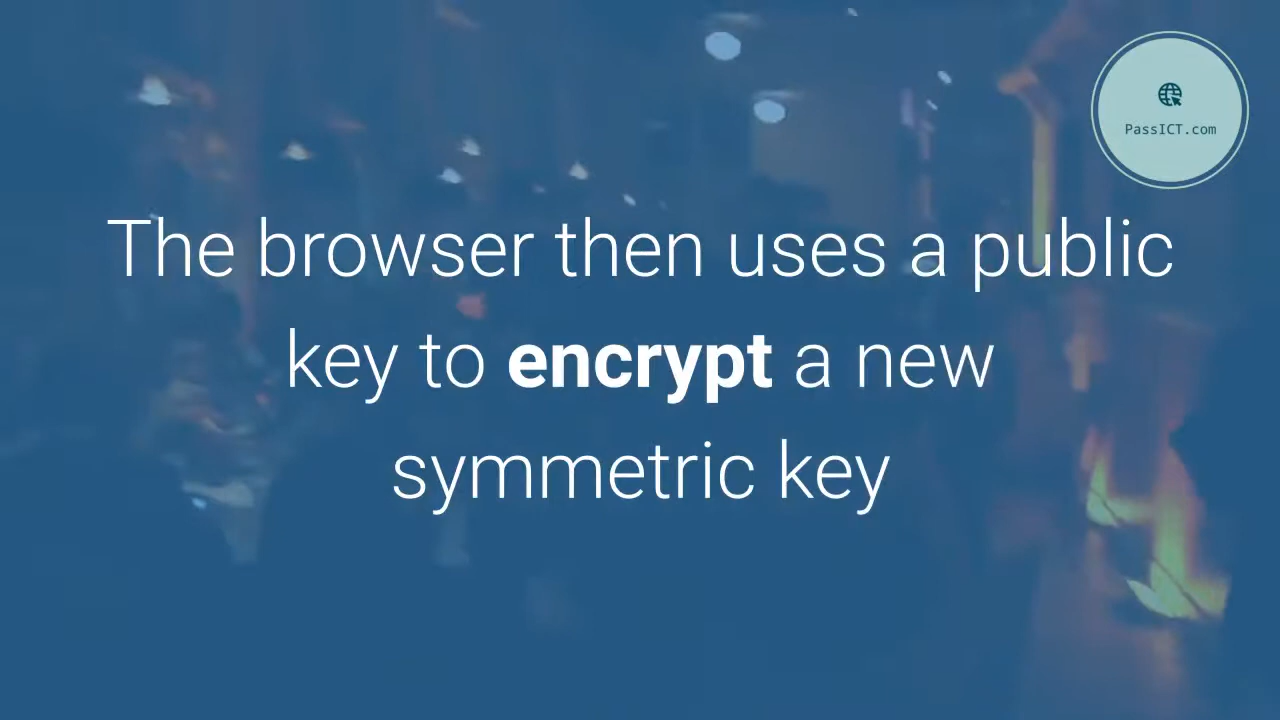 PassICT.com
The browser then uses a public
key to encrypt a new
symmetric key